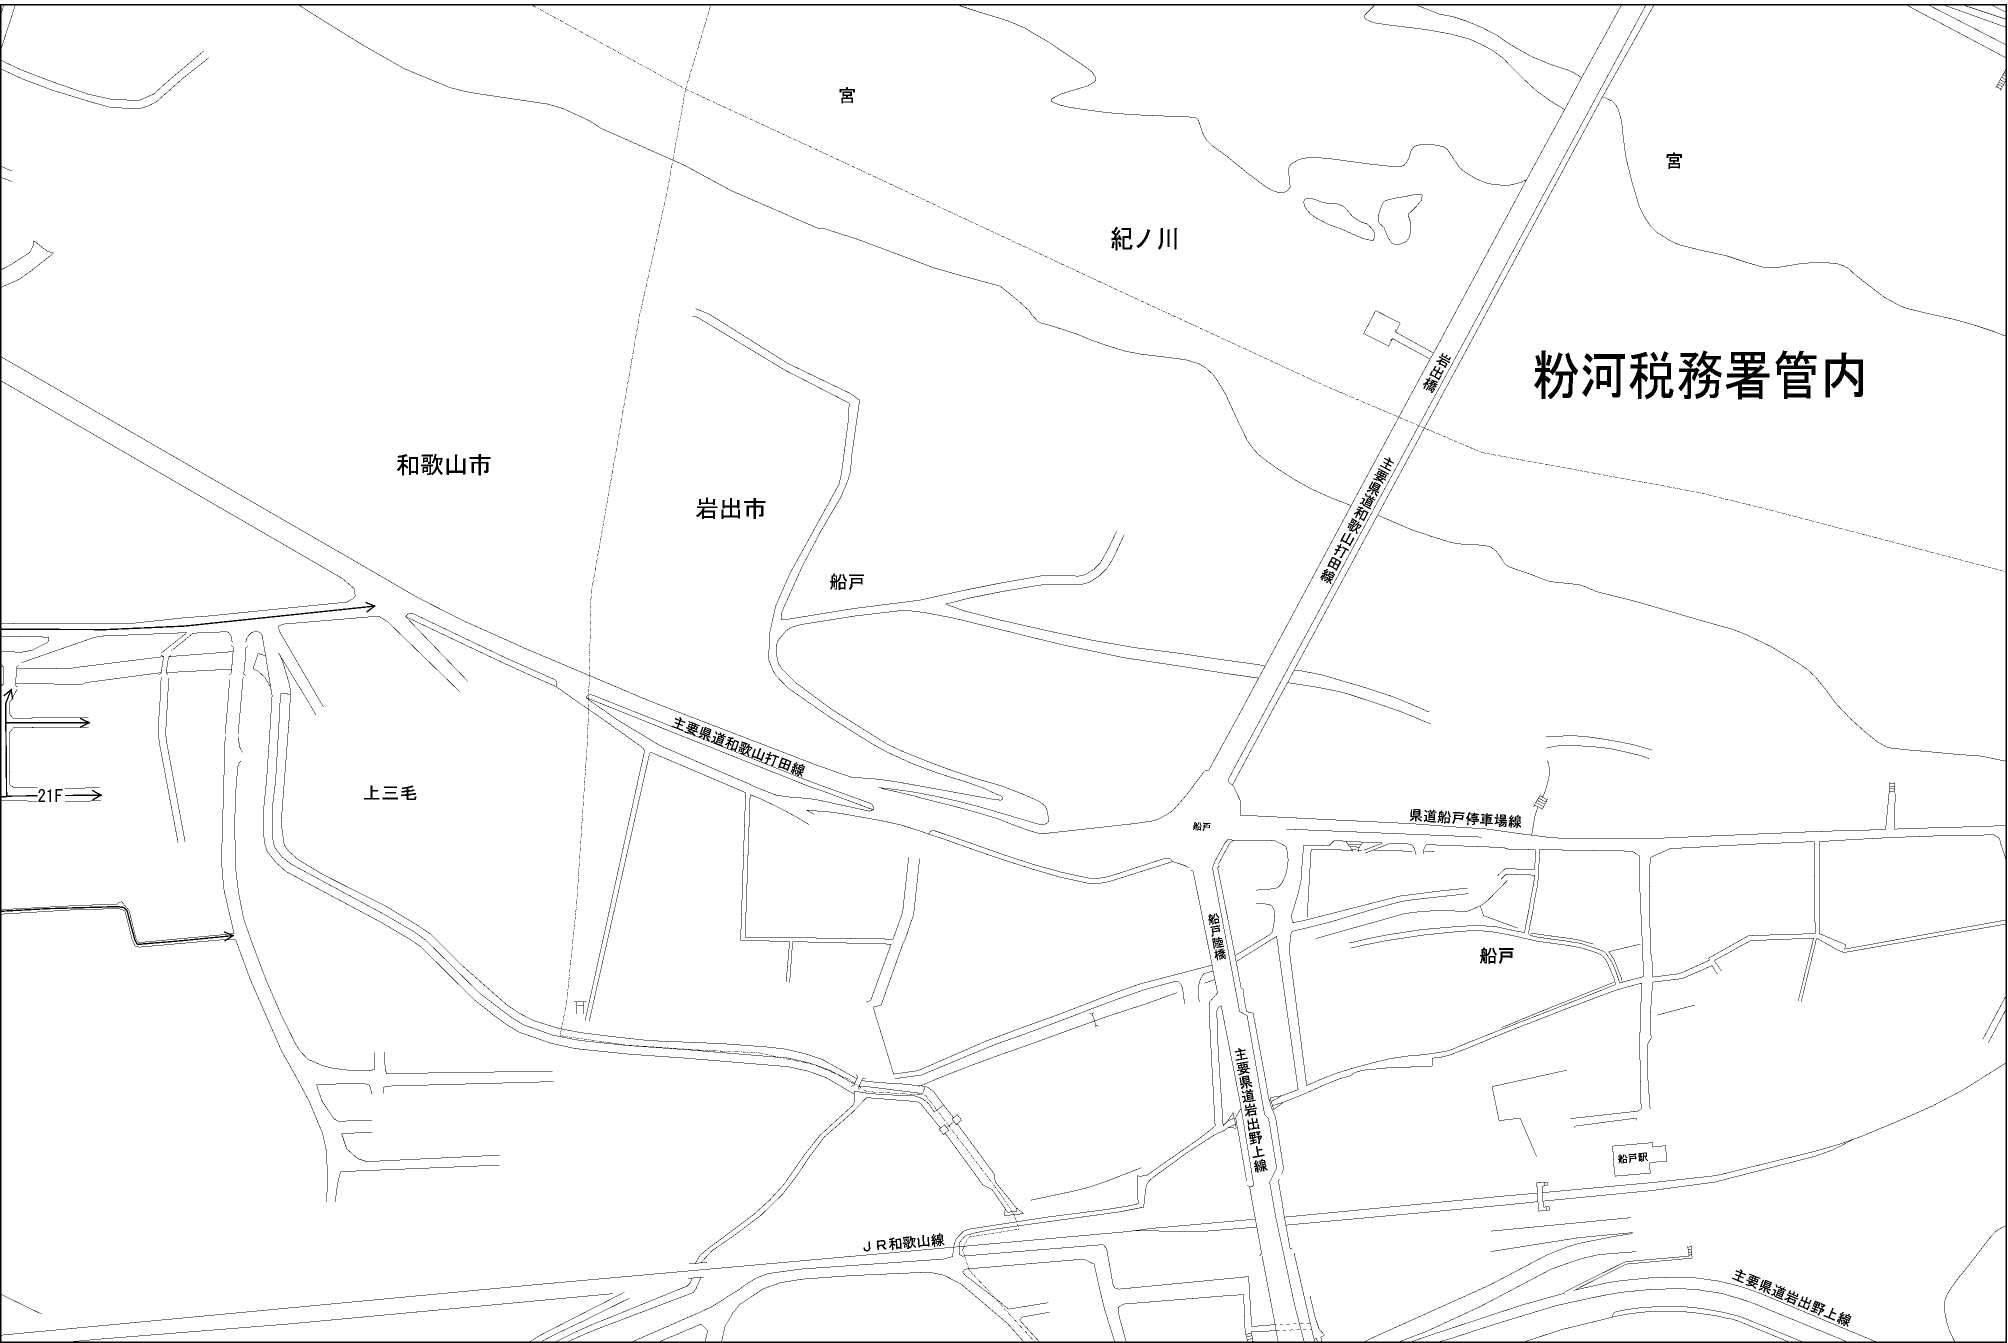 宮
宮
紀ノ川
岩出橋
粉河税務署管内
和歌山市
岩出市
主要県道和歌山打田線
船戸
主要県道和歌山打田線
21F
上三毛
県道船戸停車場線
船戸
船戸陸橋
船戸
主要県道岩出野上線
船戸駅
JR和歌山線
主要県道岩出野上線